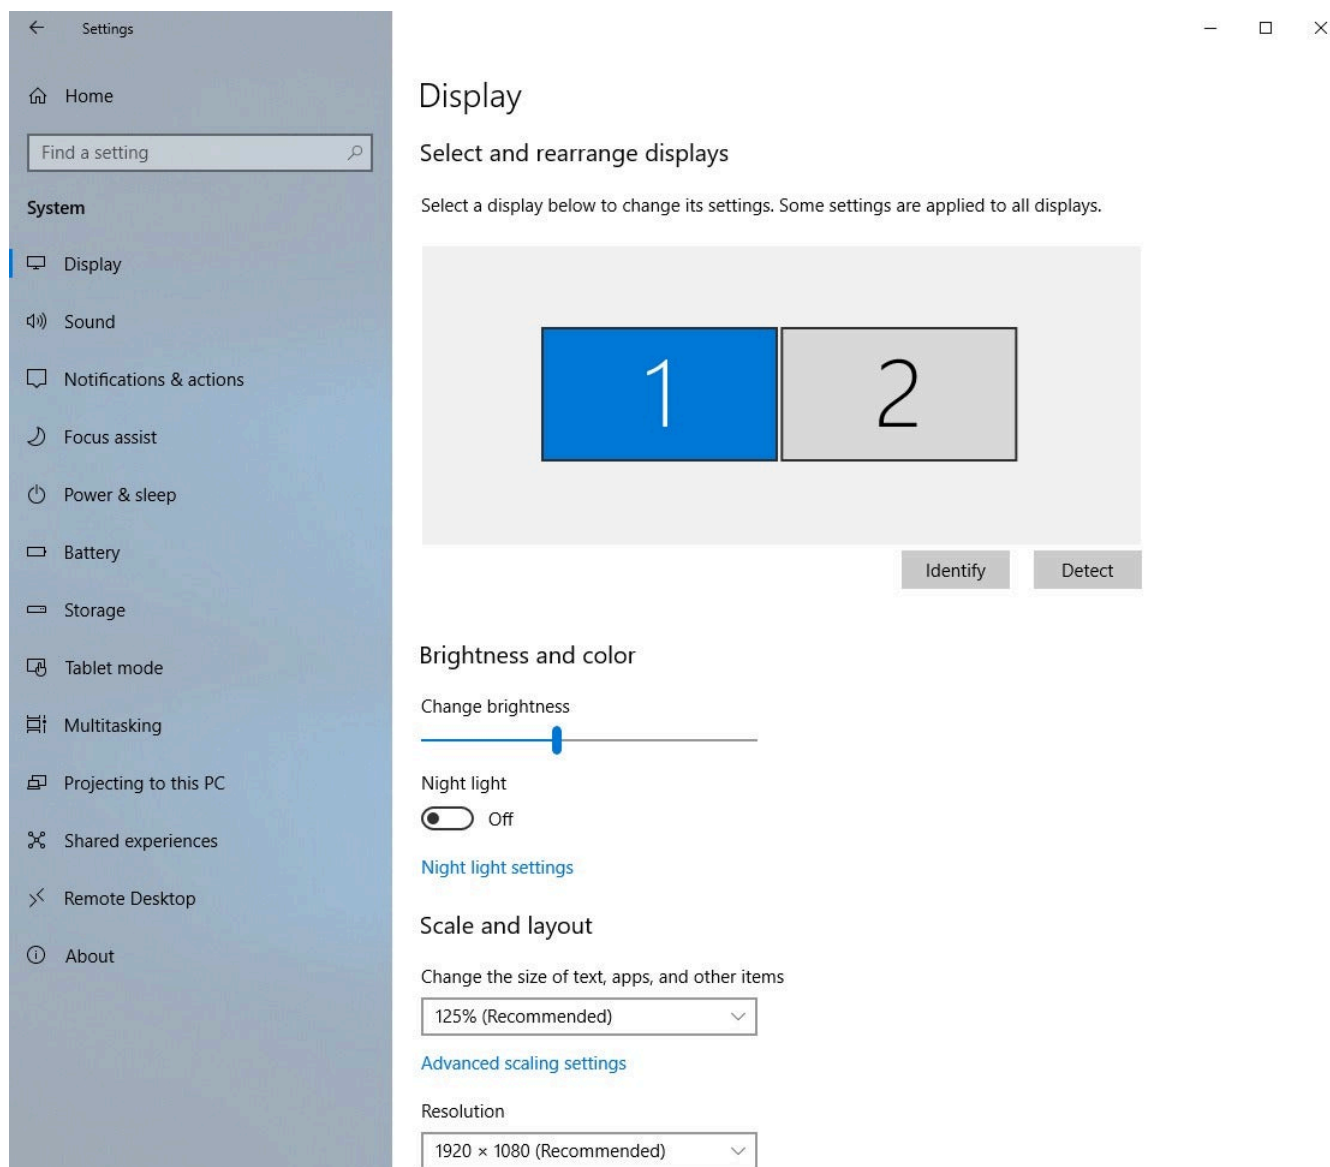 Settings
Home
Find a setting
System
Display
Sound
Notifications & actions
Focus assist
Power & sleep
Battery
Storage
Tablet mode
Multitasking
Projecting to this PC
Shared experiences
Remote Desktop
About
Display
Select and rearrange displays
Select a display below to change its settings. Some settings are applied to all displays.
1 2
Identify Detect
Brightness and color
Change brightness
Night light
Off
Night light settings
Scale and layout
Change the size of text, apps, and other items
125% (Recommended)
Advanced scaling settings
Resolution
1920 × 1080 (Recommended)